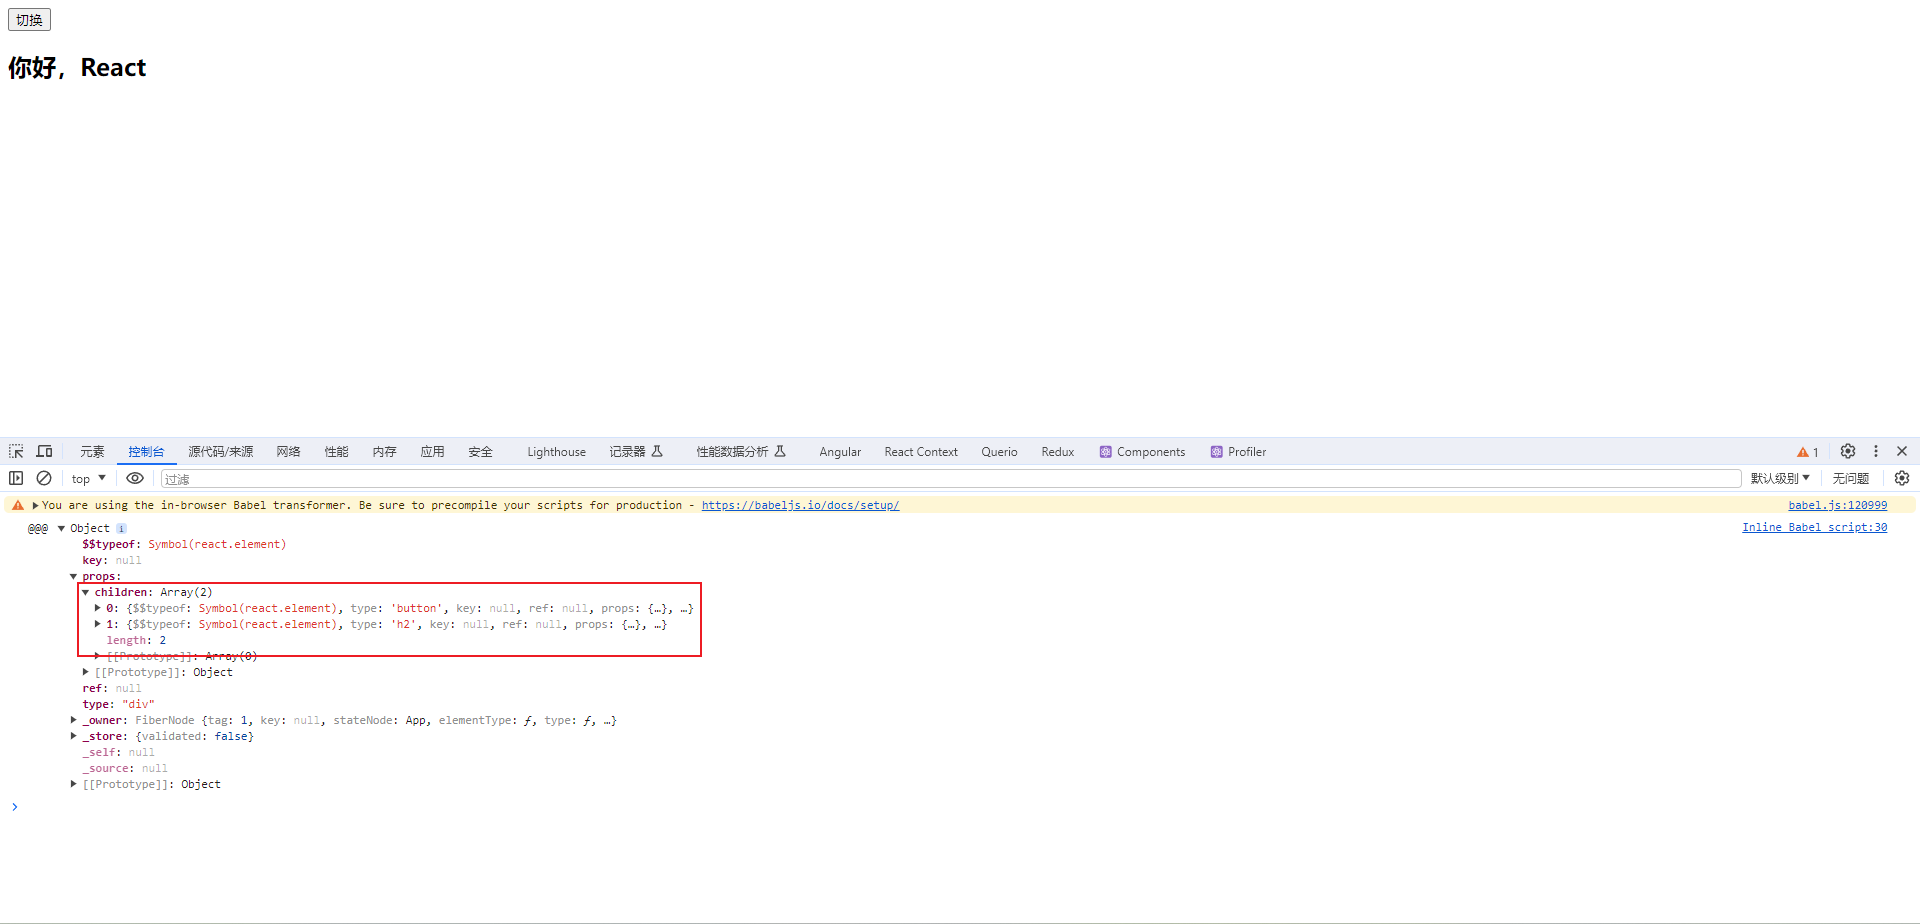 切换
你好，React
元素 控制台 源代码/来源 网络 性能 内存 应用 安全 Lighthouse 记录器 性能数据分析 Angular React Context Querio Redux Components Profiler 1
top 过滤 默认级别 无问题
You are using the in-browser Babel transformer. Be sure to precompile your scripts for production - https://babeljs.io/docs/setup/ babel.js:120999
@@@ Object i Inline Babel script:30
$$typeof: Symbol(react.element)
key: null
props:
children: Array(2)
0: {$$typeof: Symbol(react.element), type: 'button', key: null, ref: null, props: {…}, …}
1: {$$typeof: Symbol(react.element), type: 'h2', key: null, ref: null, props: {…}, …}
length: 2
[[Prototype]]: Array(0)
[[Prototype]]: Object
ref: null
type: "div"
_owner: FiberNode {tag: 1, key: null, stateNode: App, elementType: ƒ, type: ƒ, …}
_store: {validated: false}
_self: null
_source: null
[[Prototype]]: Object